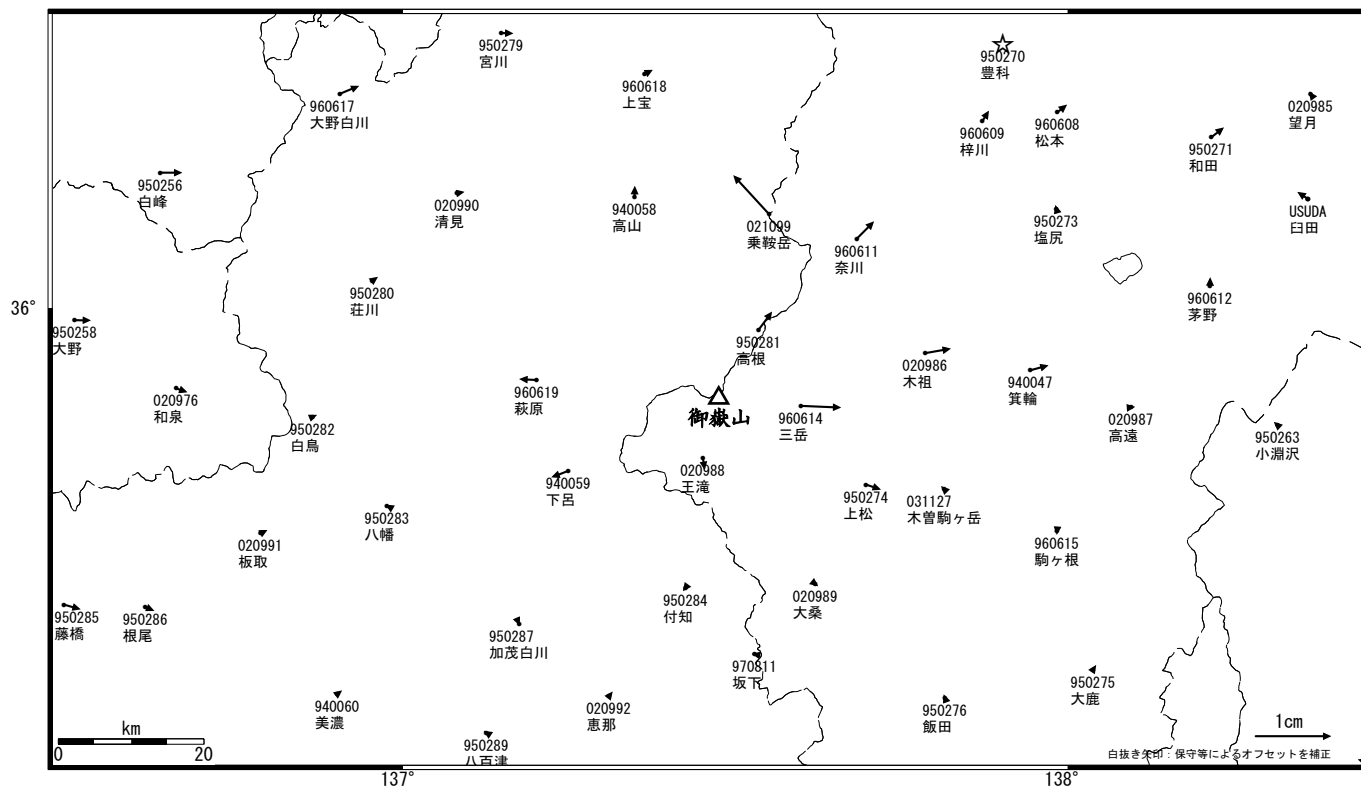 950279
宮川
950270
豊科
960618
上宝
960617
大野白川
020985
望月
960609
梓川
960608
松本
950271
和田
950256
白峰
020990
清見
940058
高山
021099
乗鞍岳
960611
奈川
950273
塩尻
USUDA
臼田
950280
荘川
960612
茅野
36°
950258
大野
950281
高根
020986
木祖
940047
箕輪
020976
和泉
960619
萩原
御嶽山
960614
三岳
020987
高遠
950282
白鳥
950263
小淵沢
940059
下呂
020988
王滝
950274
上松
031127
木曽駒ヶ岳
950283
八幡
020991
板取
960615
駒ヶ根
950285
藤橋
950286
根尾
950284
付知
020989
大桑
950287
加茂白川
970811
坂下
950275
大鹿
940060
美濃
020992
恵那
950276
飯田
km
0 20
950289
八百津
1cm
白抜き矢印：保守等によるオフセットを補正
137°
138°